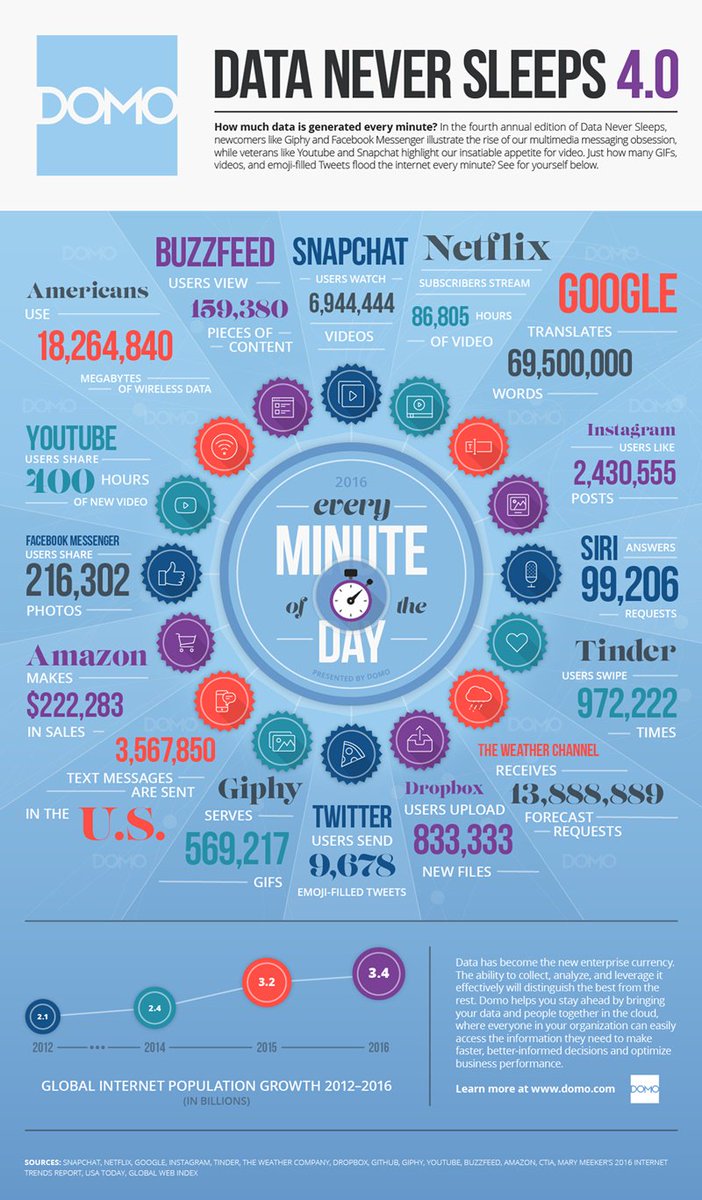 DOMO
DATA NEVER SLEEPS 4.0
How much data is generated every minute? In the fourth annual edition of Data Never Sleeps,
newcomers like Giphy and Facebook Messenger illustrate the rise of our multimedia messaging obsession,
while veterans like Youtube and Snapchat highlight our insatiable appetite for video. Just how many GIFs,
videos, and emoji-filled Tweets flood the internet every minute? See for yourself below.
Americans
USE
18,264,840
MEGABYTES
OF WIRELESS DATA
BUZZFEED
USERS VIEW
159,380
PIECES OF
CONTENT
SNAPCHAT
USERS WATCH
6,944,444
VIDEOS
Netflix
SUBSCRIBERS STREAM
86,805 HOURS
OF VIDEO
GOOGLE
TRANSLATES
69,500,000
WORDS
YOUTUBE
USERS SHARE
400 HOURS
OF NEW VIDEO
Instagram
USERS LIKE
2,430,555
POSTS
FACEBOOK MESSENGER
USERS SHARE
216,302
PHOTOS
SIRI ANSWERS
99,206
REQUESTS
Amazon
MAKES
$222,283
IN SALES
Tinder
USERS SWIPE
972,222
TIMES
2016
every
MINUTE
of the
DAY
PRESENTED BY DOMO
3,567,850
TEXT MESSAGES
ARE SENT
IN THE U.S.
Giphy
SERVES
569,217
GIFS
TWITTER
USERS SEND
9,678
EMOJI-FILLED TWEETS
Dropbox
USERS UPLOAD
833,333
NEW FILES
THE WEATHER CHANNEL
RECEIVES
13,888,889
FORECAST
REQUESTS
DOMO
DOMO
DOMO
DOMO
DOMO
DOMO
DOMO
DOMO
2.1
2.4
3.2
3.4
2012
2014
2015
2016
GLOBAL INTERNET POPULATION GROWTH 2012–2016
(IN BILLIONS)
Data has become the new enterprise currency.
The ability to collect, analyze, and leverage it
effectively will distinguish the best from the
rest. Domo helps you stay ahead by bringing
your data and people together in the cloud,
where everyone in your organization can easily
access the information they need to make
faster, better-informed decisions and optimize
business performance.
Learn more at www.domo.com
DOMO
SOURCES: SNAPCHAT, NETFLIX, GOOGLE, INSTAGRAM, TINDER, THE WEATHER COMPANY, DROPBOX, GITHUB, GIPHY, YOUTUBE, BUZZFEED, AMAZON, CTIA, MARY MEEKER'S 2016 INTERNET
TRENDS REPORT, USA TODAY, GLOBAL WEB INDEX